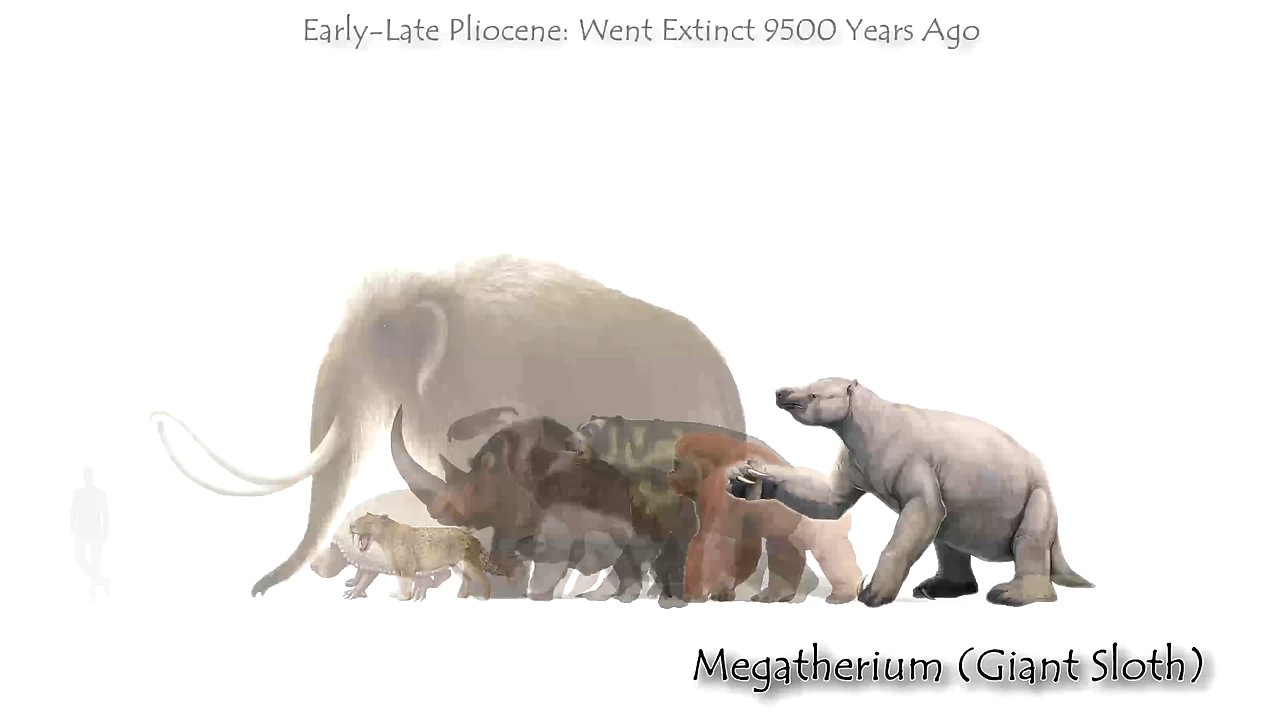 Early-Late Pliocene: Went Extinct 9500 Years Ago
Megatherium (Giant Sloth)